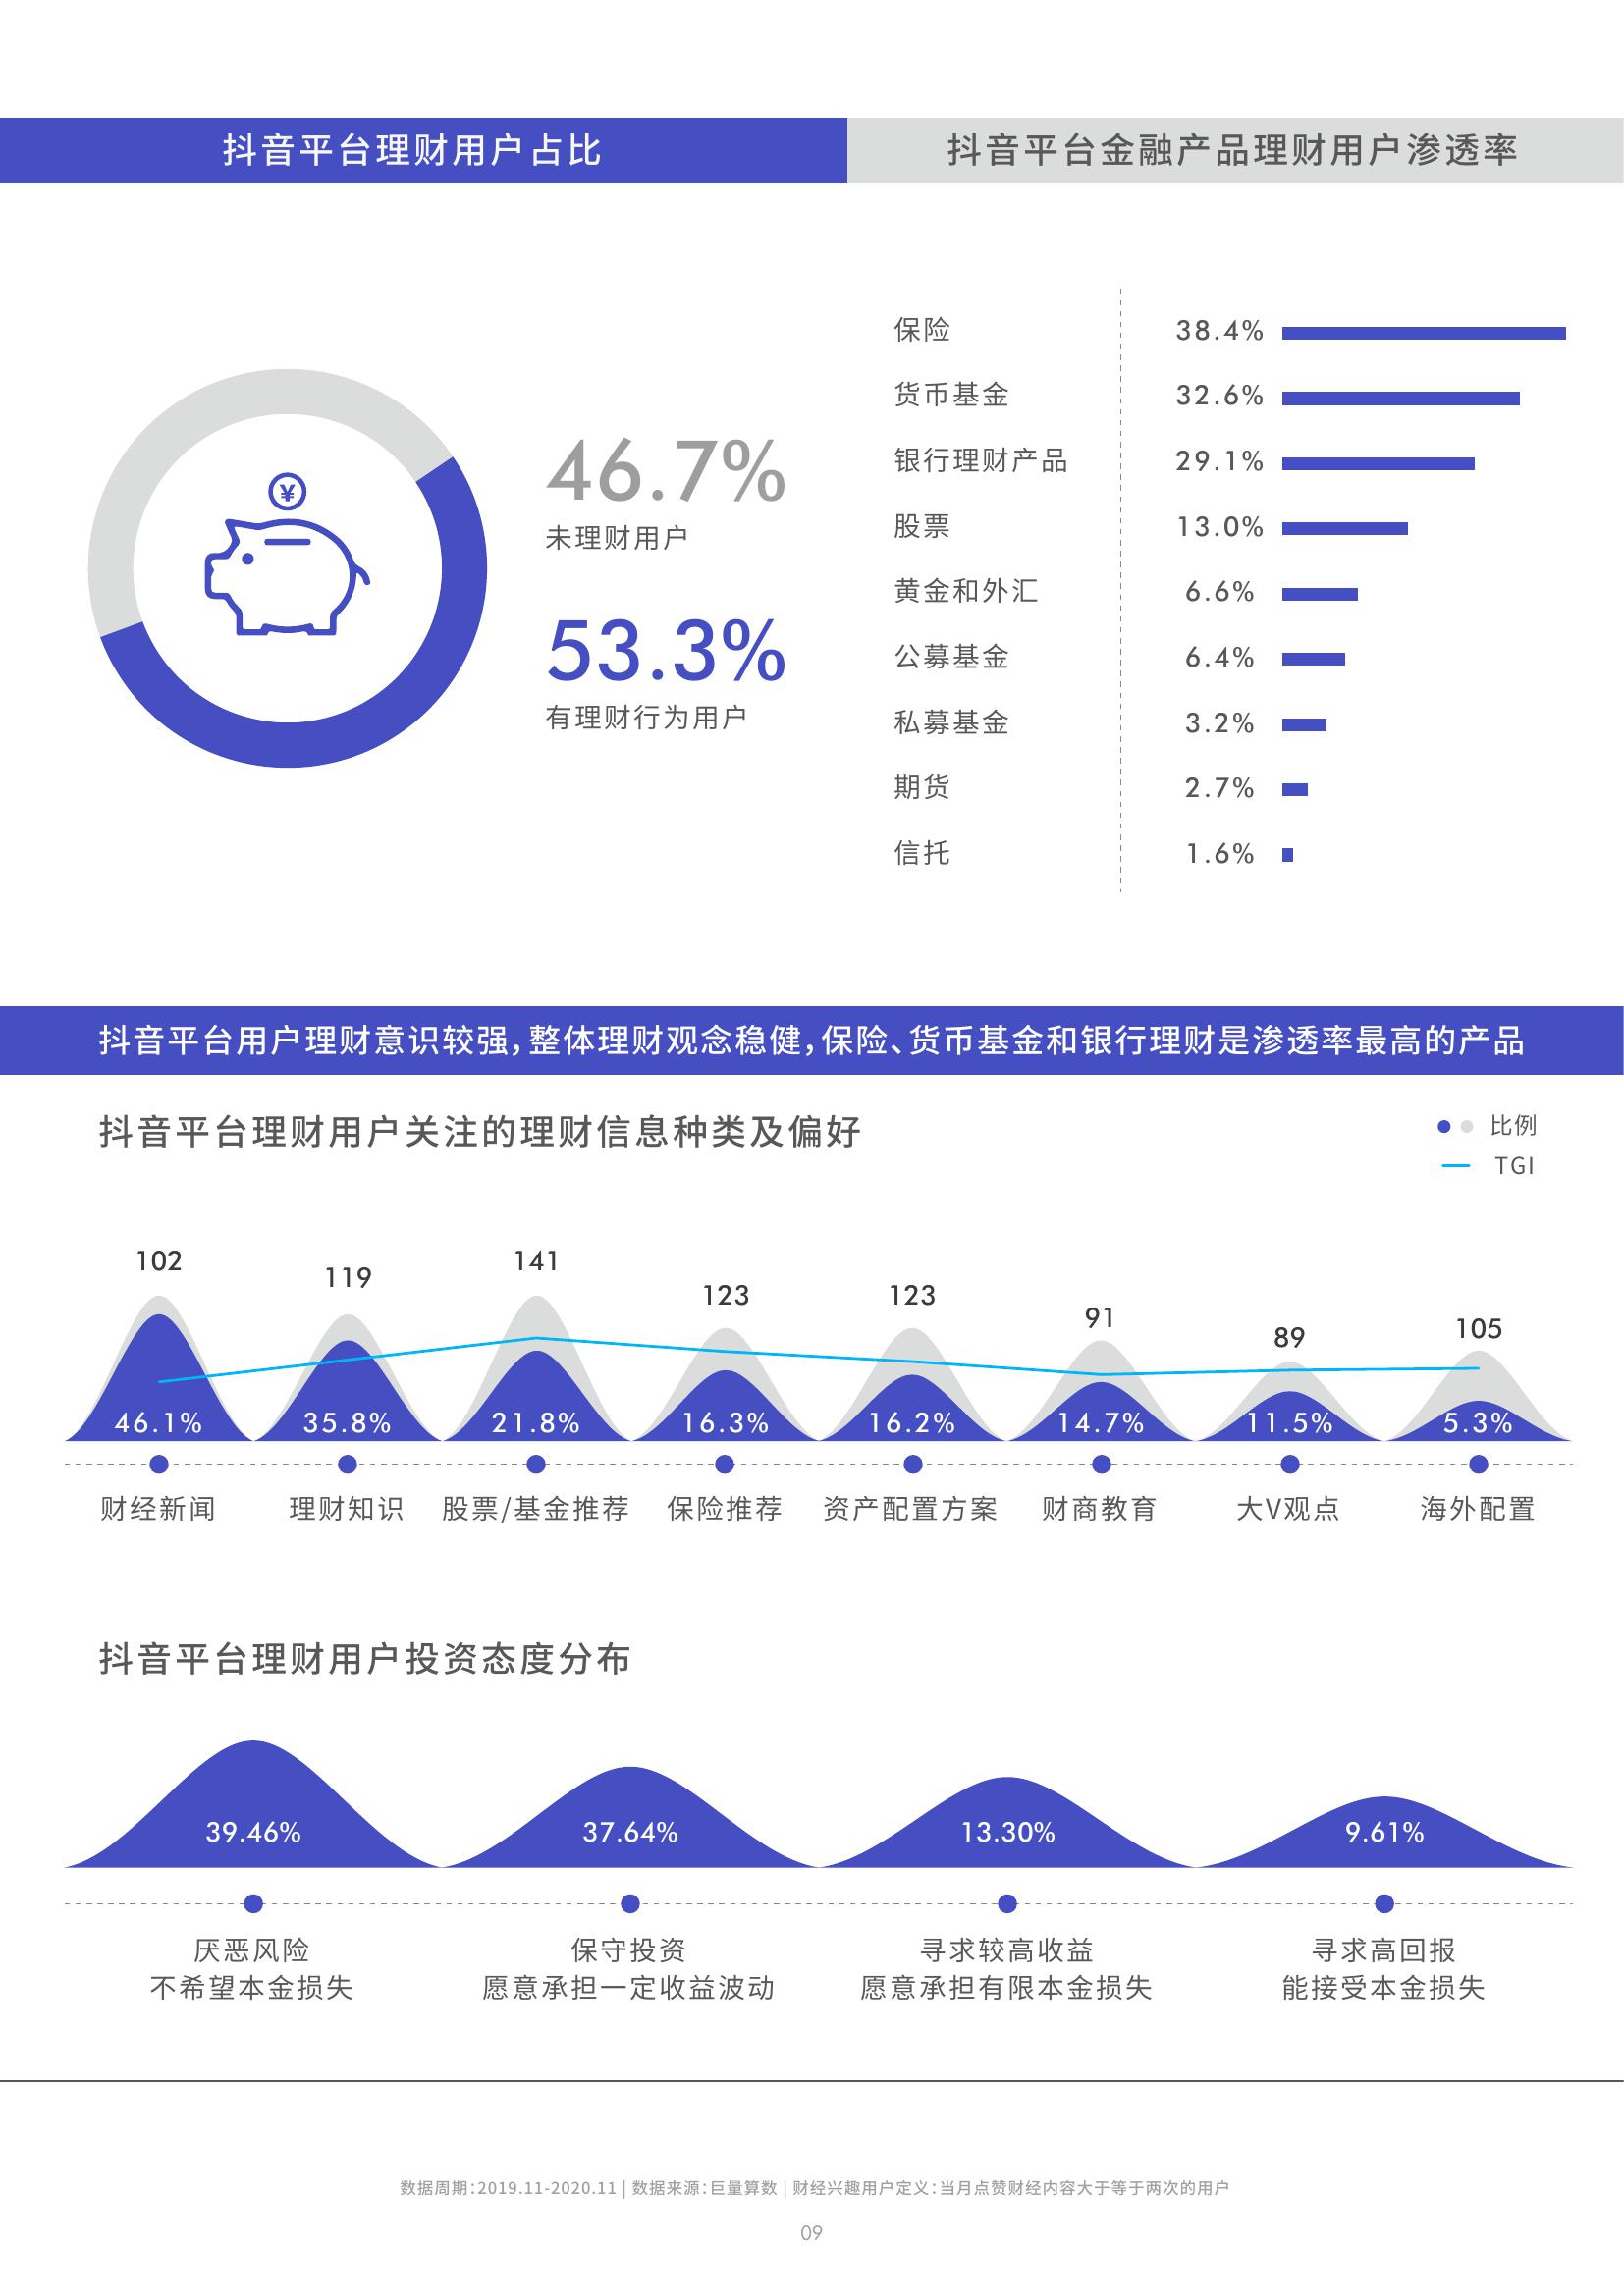 抖音平台理财用户占比
抖音平台金融产品理财用户渗透率
¥
46.7%
未理财用户
53.3%
有理财行为用户
保险 38.4%
货币基金 32.6%
银行理财产品 29.1%
股票 13.0%
黄金和外汇 6.6%
公募基金 6.4%
私募基金 3.2%
期货 2.7%
信托 1.6%
抖音平台用户理财意识较强，整体理财观念稳健，保险、货币基金和银行理财是渗透率最高的产品
抖音平台理财用户关注的理财信息种类及偏好
比例
TGI
102 119 141 123 123 91 89 105
46.1% 35.8% 21.8% 16.3% 16.2% 14.7% 11.5% 5.3%
财经新闻 理财知识 股票/基金推荐 保险推荐 资产配置方案 财商教育 大V观点 海外配置
抖音平台理财用户投资态度分布
39.46% 37.64% 13.30% 9.61%
厌恶风险 保守投资 寻求较高收益 寻求高回报
不希望本金损失 愿意承担一定收益波动 愿意承担有限本金损失 能接受本金损失
数据周期：2019.11-2020.11 | 数据来源：巨量算数 | 财经兴趣用户定义：当月点赞财经内容大于等于两次的用户
09